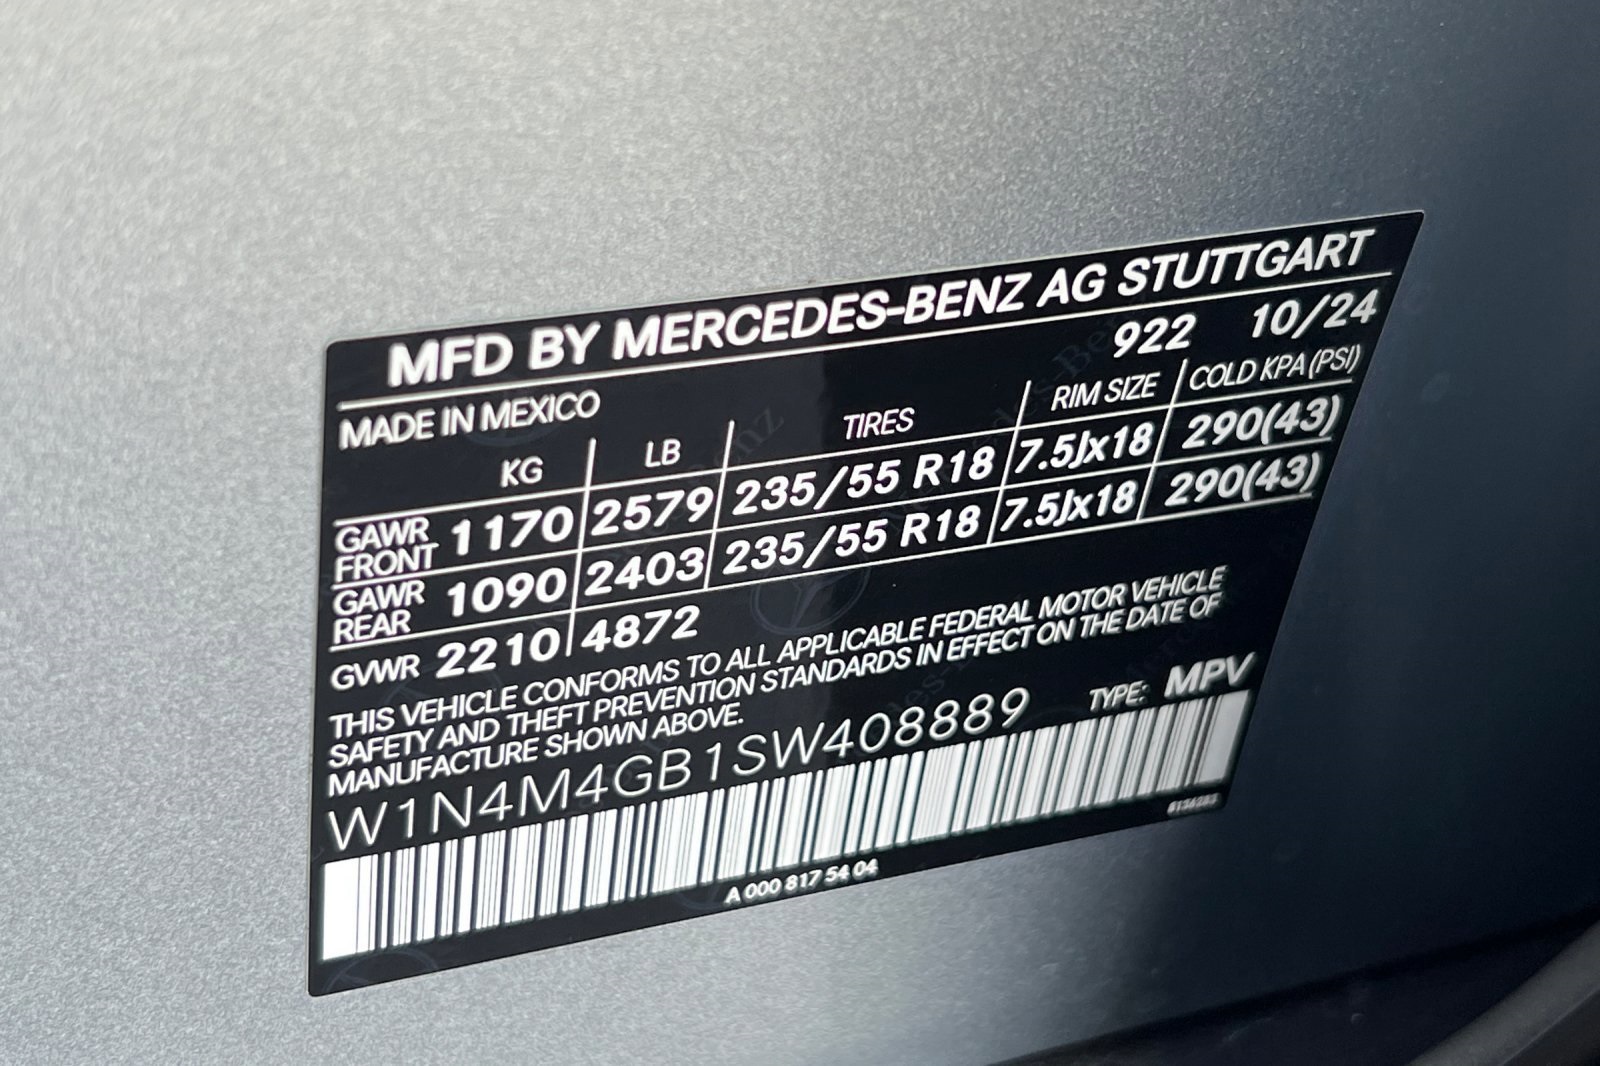 MFD BY MERCEDES-BENZ AG STUTTGART
MADE IN MEXICO 922 10/24
KG LB TIRES RIM SIZE COLD KPA (PSI)
GAWR FRONT 1170 2579 235/55 R18 7.5Jx18 290(43)
GAWR REAR 1090 2403 235/55 R18 7.5Jx18 290(43)
GVWR 2210 4872
THIS VEHICLE CONFORMS TO ALL APPLICABLE FEDERAL MOTOR VEHICLE
SAFETY AND THEFT PREVENTION STANDARDS IN EFFECT ON THE DATE OF
MANUFACTURE SHOWN ABOVE.
W1N4M4GB1SW408889 TYPE: MPV
A 000 817 54 04